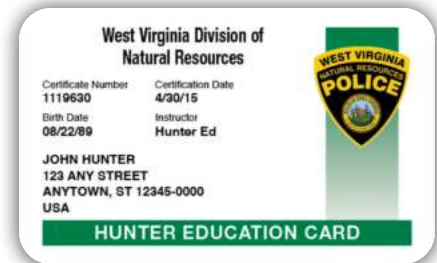 West Virginia Division of
Natural Resources
Certificate Number Certification Date
1119630 4/30/15
Birth Date Instructor
08/22/89 Hunter Ed
JOHN HUNTER
123 ANY STREET
ANYTOWN, ST 12345-0000
USA
WEST VIRGINIA
NATURAL RESOURCES
POLICE
HUNTER EDUCATION CARD